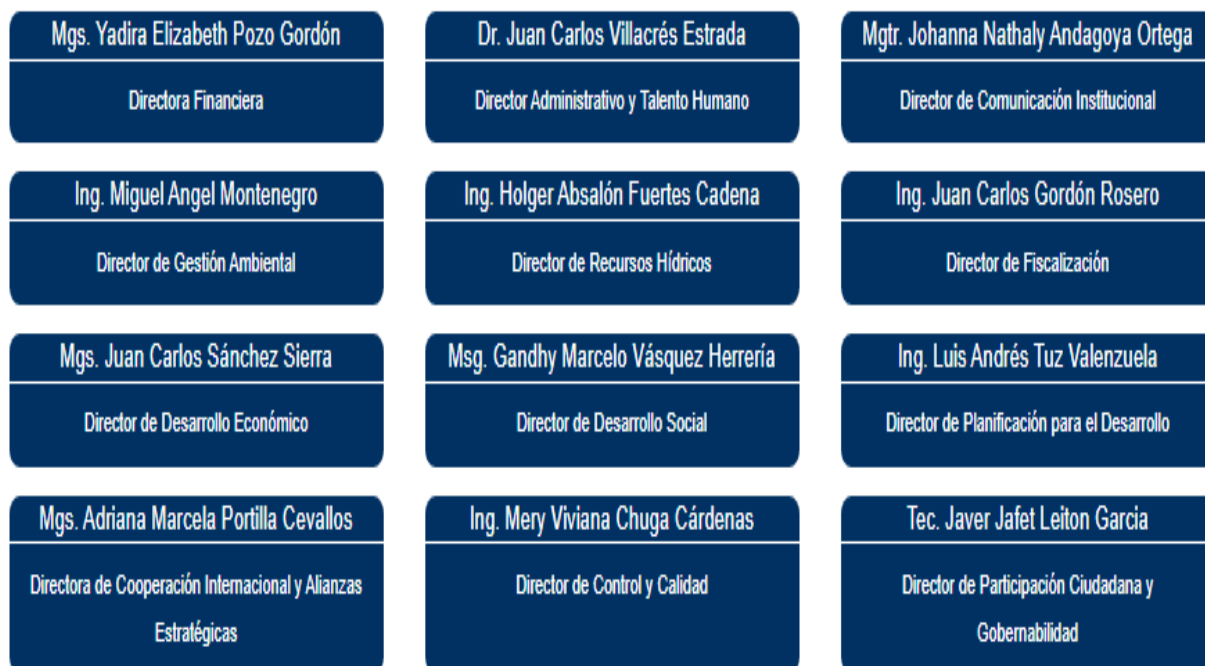 Mgs. Yadira Elizabeth Pozo Gordón
Directora Financiera
Dr. Juan Carlos Villacrés Estrada
Director Administrativo y Talento Humano
Mgtr. Johanna Nathaly Andagoya Ortega
Director de Comunicación Institucional
Ing. Miguel Angel Montenegro
Director de Gestión Ambiental
Ing. Holger Absalón Fuertes Cadena
Director de Recursos Hídricos
Ing. Juan Carlos Gordón Rosero
Director de Fiscalización
Mgs. Juan Carlos Sánchez Sierra
Director de Desarrollo Económico
Msg. Gandhy Marcelo Vásquez Herrería
Director de Desarrollo Social
Ing. Luis Andrés Tuz Valenzuela
Director de Planificación para el Desarrollo
Mgs. Adriana Marcela Portilla Cevallos
Directora de Cooperación Internacional y Alianzas
Estratégicas
Ing. Mery Viviana Chuga Cárdenas
Director de Control y Calidad
Tec. Javer Jafet Leiton Garcia
Director de Participación Ciudadana y
Gobernabilidad